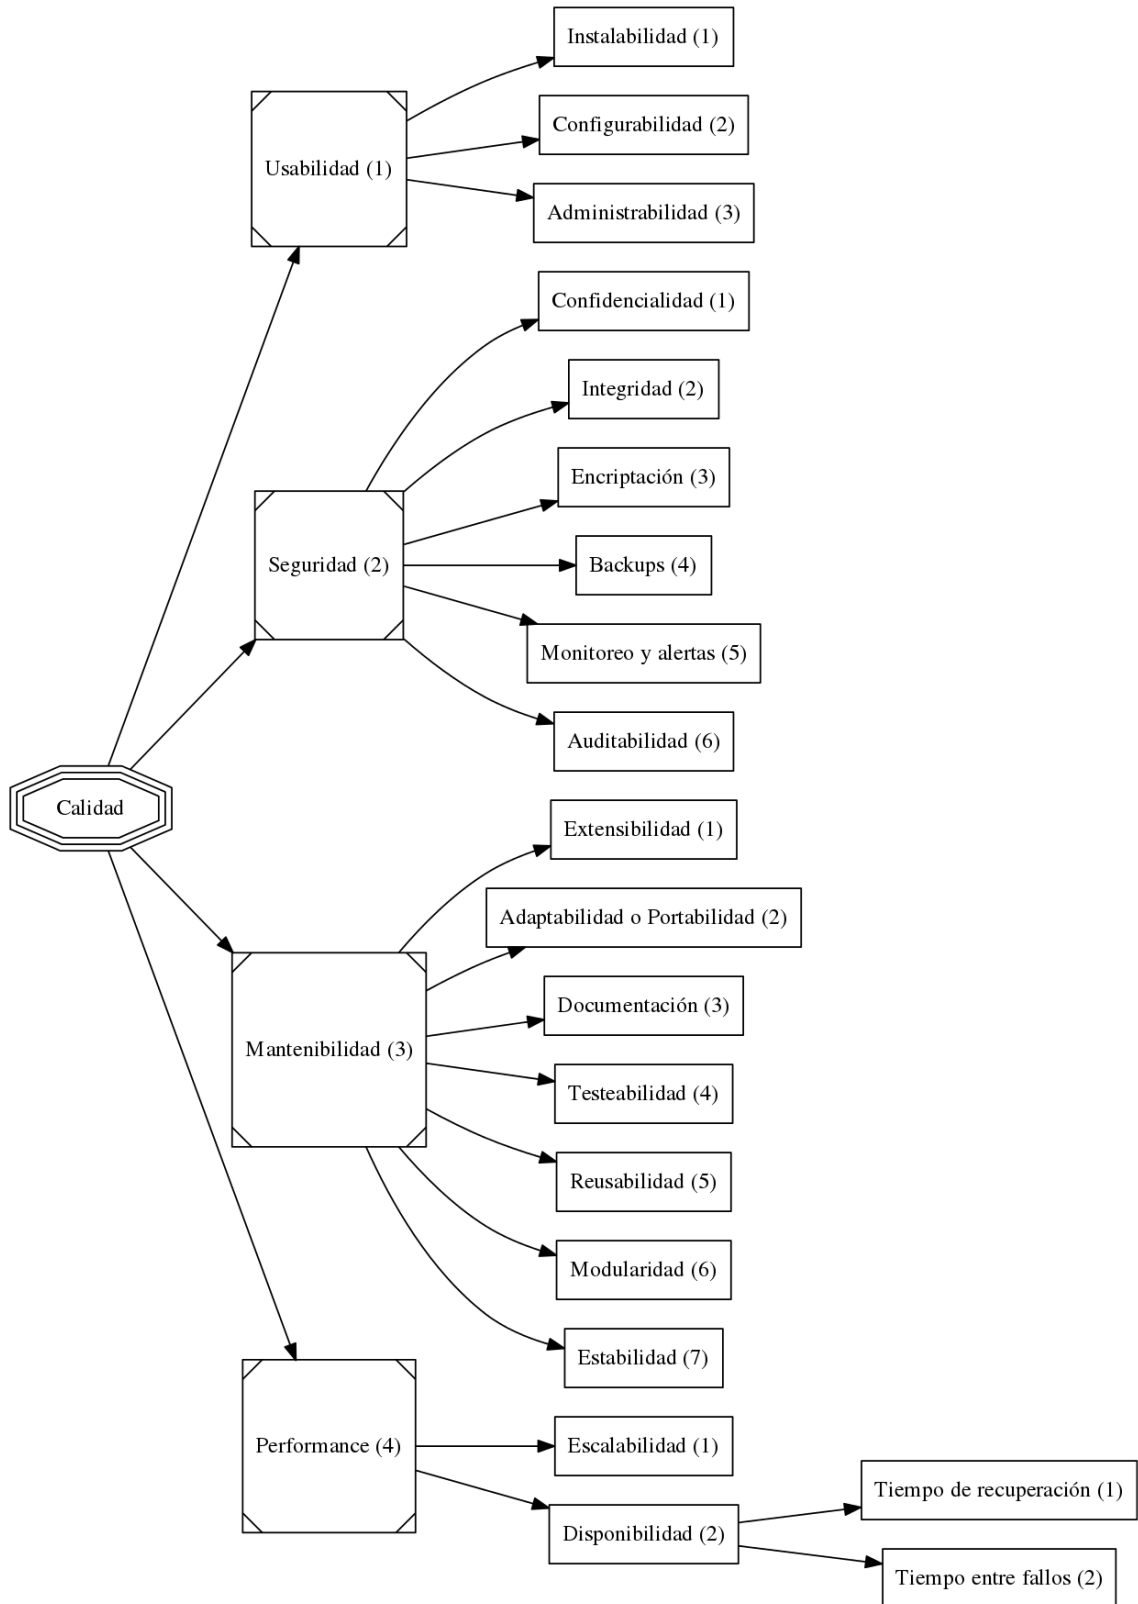 Calidad
Usabilidad (1)
Instalabilidad (1)
Configurabilidad (2)
Administrabilidad (3)
Seguridad (2)
Confidencialidad (1)
Integridad (2)
Encriptación (3)
Backups (4)
Monitoreo y alertas (5)
Auditabilidad (6)
Mantenibilidad (3)
Extensibilidad (1)
Adaptabilidad o Portabilidad (2)
Documentación (3)
Testeabilidad (4)
Reusabilidad (5)
Modularidad (6)
Estabilidad (7)
Performance (4)
Escalabilidad (1)
Disponibilidad (2)
Tiempo de recuperación (1)
Tiempo entre fallos (2)